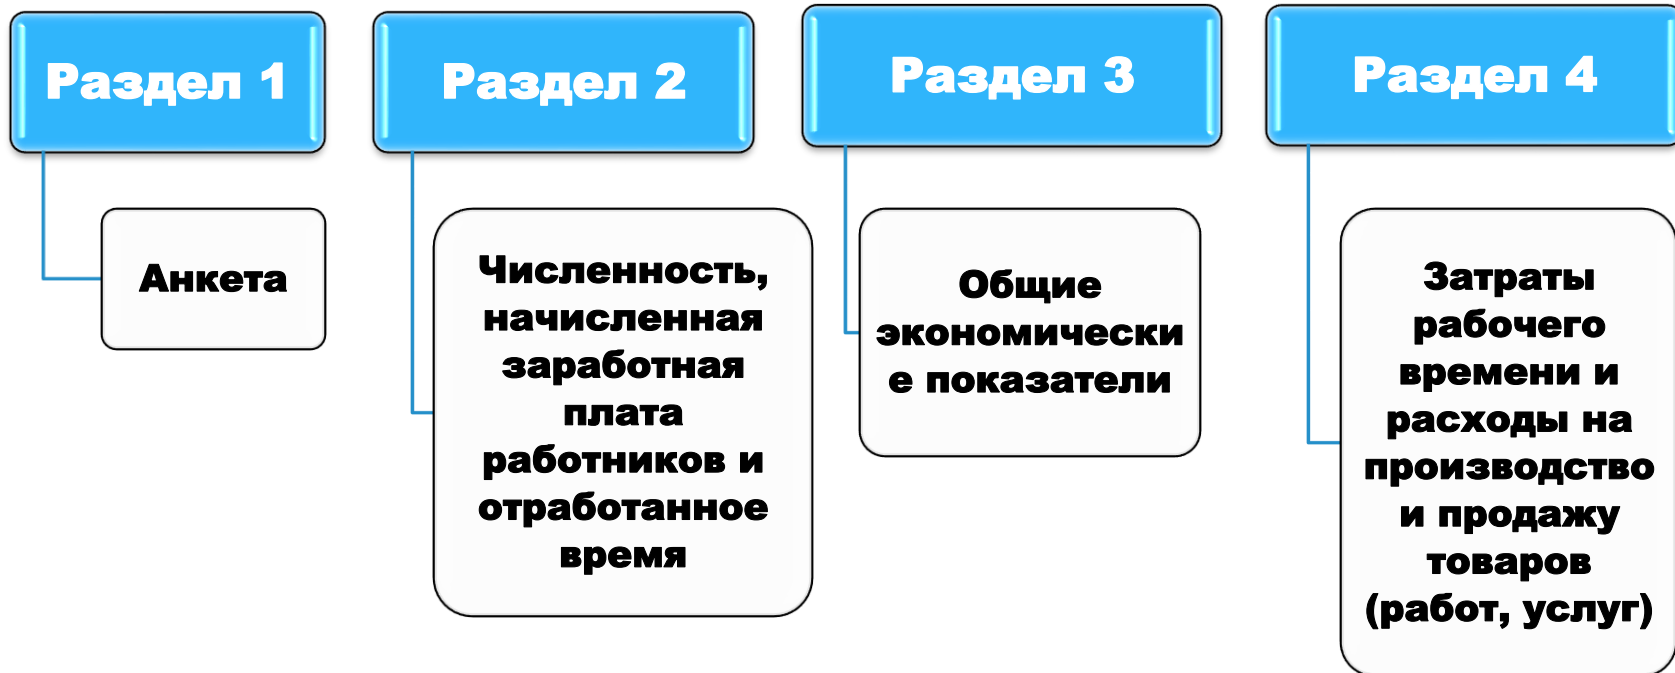 Раздел 1
Анкета
Раздел 2
Численность,
начисленная
заработная
плата
работников и
отработанное
время
Раздел 3
Общие
экономически
е показатели
Раздел 4
Затраты
рабочего
времени и
расходы на
производство
и продажу
товаров
(работ, услуг)